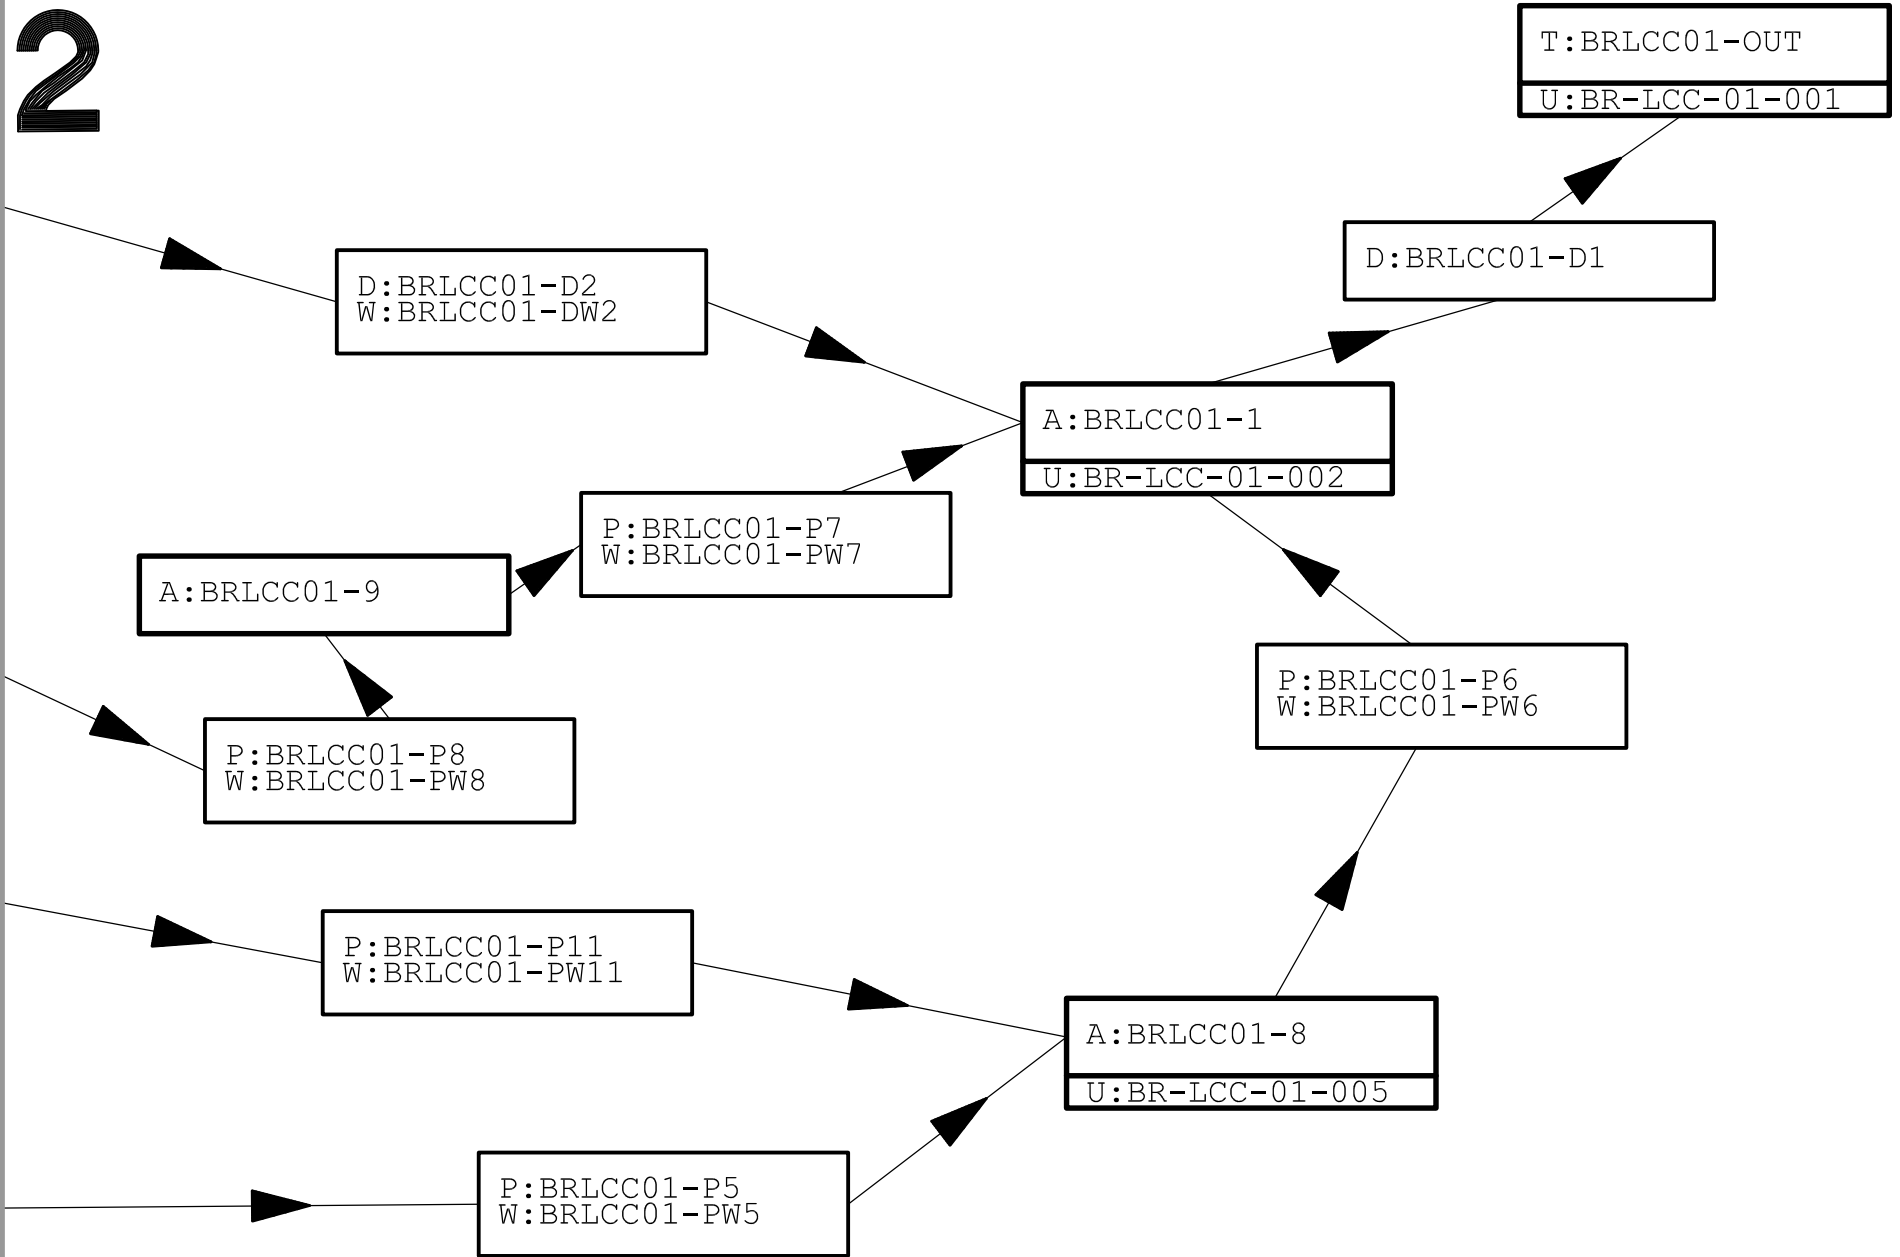 2
T:BRLCC01-OUT
U:BR-LCC-01-001
D:BRLCC01-D1
D:BRLCC01-D2
W:BRLCC01-DW2
A:BRLCC01-1
U:BR-LCC-01-002
P:BRLCC01-P7
W:BRLCC01-PW7
A:BRLCC01-9
P:BRLCC01-P6
W:BRLCC01-PW6
P:BRLCC01-P8
W:BRLCC01-PW8
P:BRLCC01-P11
W:BRLCC01-PW11
A:BRLCC01-8
U:BR-LCC-01-005
P:BRLCC01-P5
W:BRLCC01-PW5